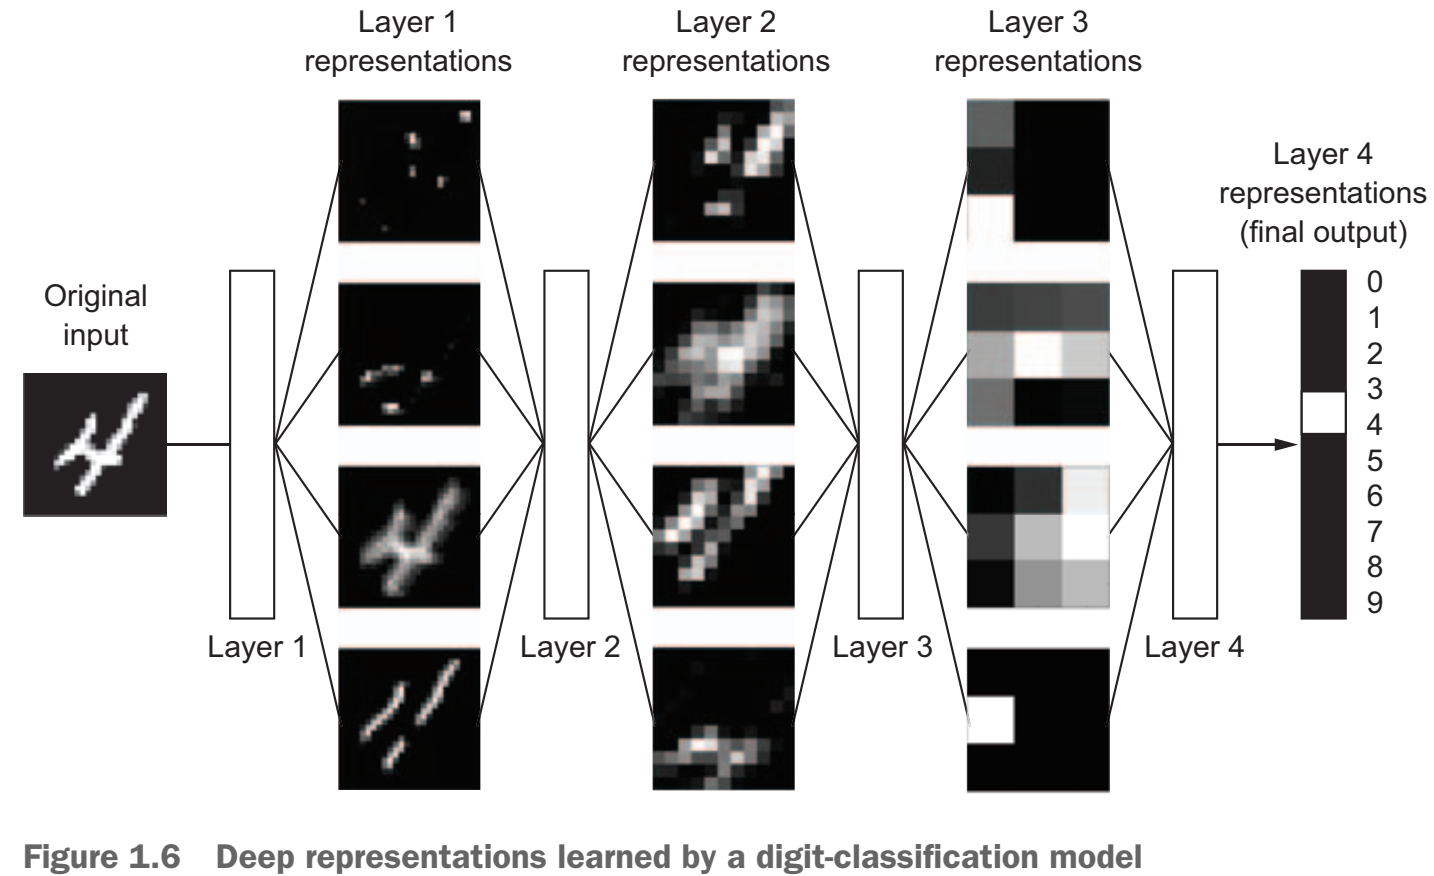 Layer 1
representations
Layer 2
representations
Layer 3
representations
Layer 4
representations
(final output)
Original
input
0
1
2
3
4
5
6
7
8
9
Layer 1
Layer 2
Layer 3
Layer 4
Figure 1.6 Deep representations learned by a digit-classification model